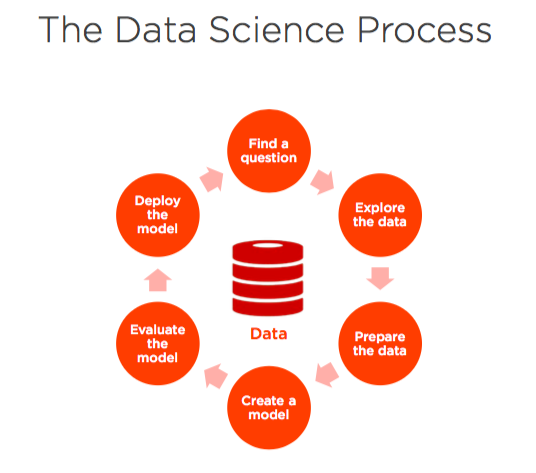 The Data Science Process
Find a
question
Explore
the data
Prepare
the data
Create a
model
Evaluate
the
model
Deploy
the
model
Data